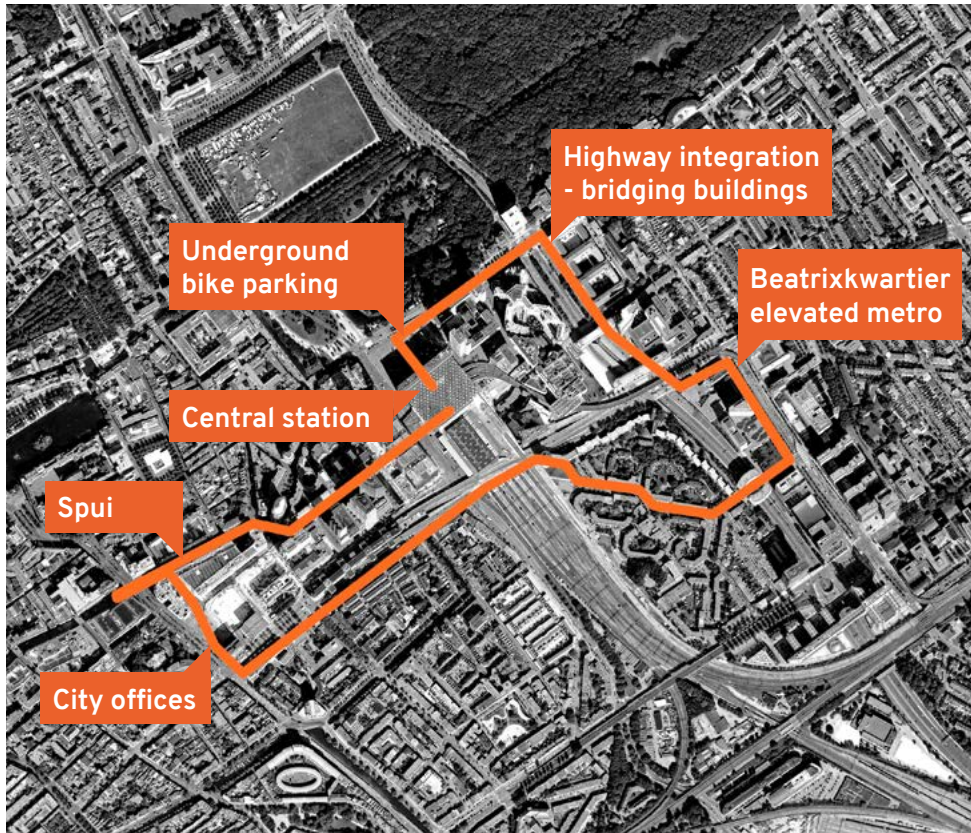 Highway integration
- bridging buildings
Underground
bike parking
Beatrixkwartier
elevated metro
Central station
Spui
City offices